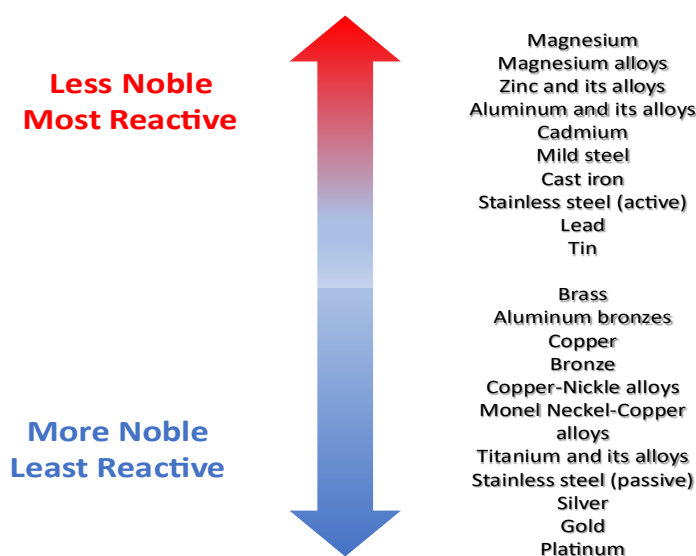 Less Noble
Most Reactive
More Noble
Least Reactive
Magnesium
Magnesium alloys
Zinc and its alloys
Aluminum and its alloys
Cadmium
Mild steel
Cast iron
Stainless steel (active)
Lead
Tin
Brass
Aluminum bronzes
Copper
Bronze
Copper-Nickle alloys
Monel Neckel-Copper
alloys
Titanium and its alloys
Stainless steel (passive)
Silver
Gold
Platinum